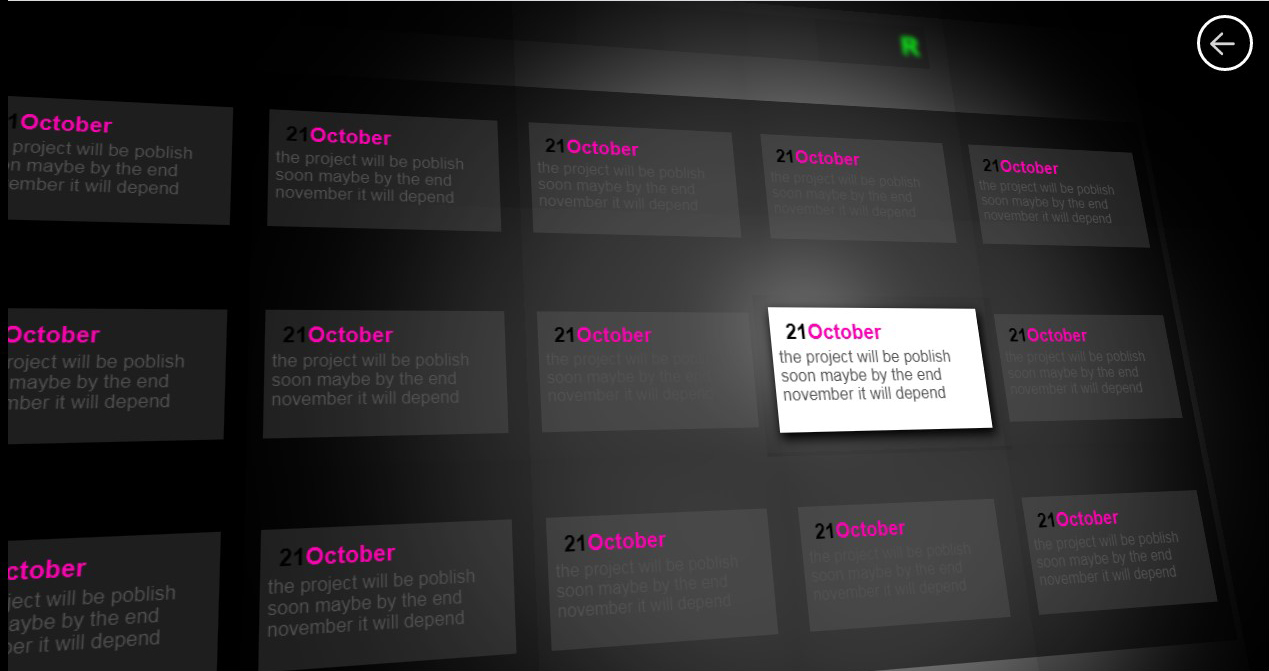 R
1October
project will be poblish
on maybe by the end
ember it will depend
21October
the project will be poblish
soon maybe by the end
november it will depend
21October
the project will be poblish
soon maybe by the end
november it will depend
21October
the project will be poblish
soon maybe by the end
november it will depend
21October
the project will be poblish
soon maybe by the end
november it will depend
October
roject will be poblish
maybe by the end
mber it will depend
21October
the project will be poblish
soon maybe by the end
november it will depend
21October
the project will be poblish
soon maybe by the end
november it will depend
21October
the project will be poblish
soon maybe by the end
november it will depend
21October
the project will be poblish
soon maybe by the end
november it will depend
ctober
ject will be poblish
aybe by the end
ber it will depend
21October
the project will be poblish
soon maybe by the end
november it will depend
21October
the project will be poblish
soon maybe by the end
november it will depend
21October
the project will be poblish
soon maybe by the end
november it will depend
21October
the project will be poblish
soon maybe by the end
november it will depend